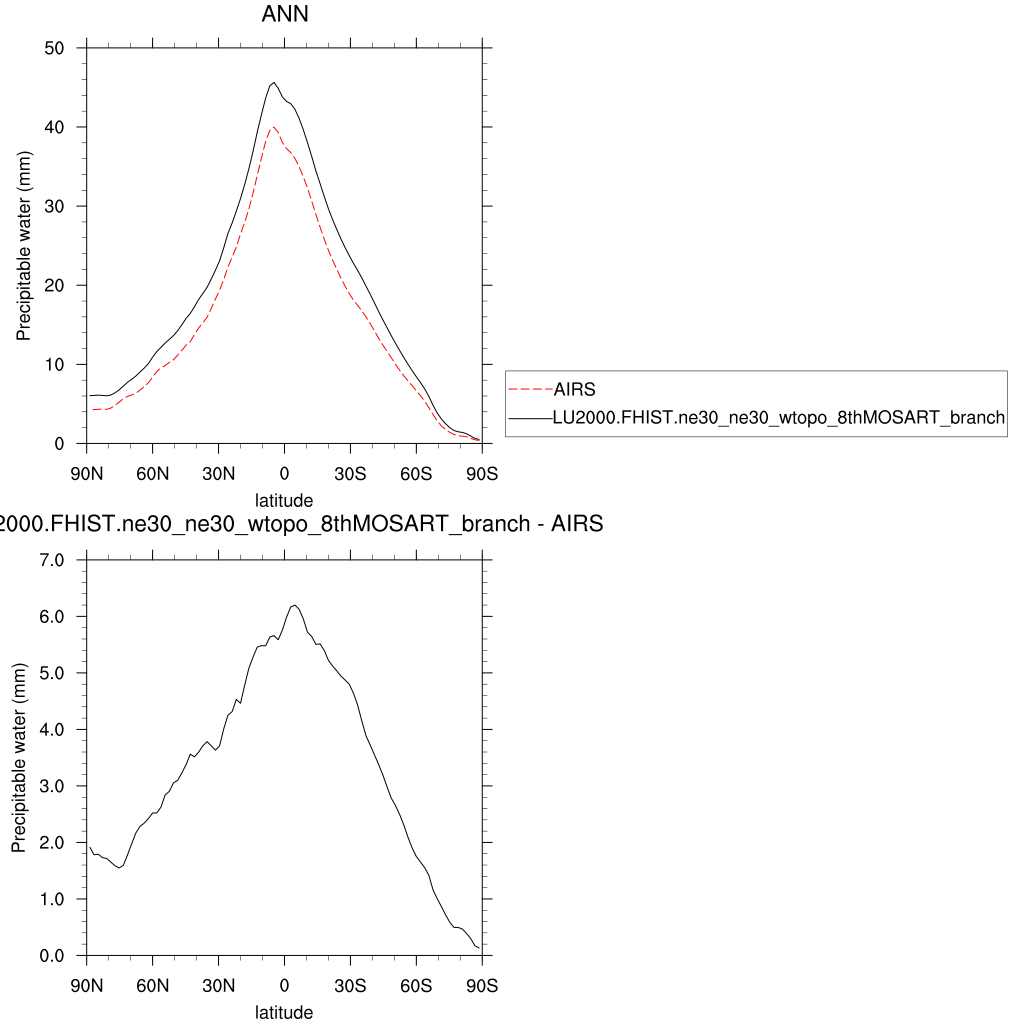 ANN
50
40
30
20
10
0
Precipitable water (mm)
90N 60N 30N 0 30S 60S 90S
latitude
AIRS
LU2000.FHIST.ne30_ne30_wtopo_8thMOSART_branch
2000.FHIST.ne30_ne30_wtopo_8thMOSART_branch - AIRS
7.0
6.0
5.0
4.0
3.0
2.0
1.0
0.0
Precipitable water (mm)
90N 60N 30N 0 30S 60S 90S
latitude